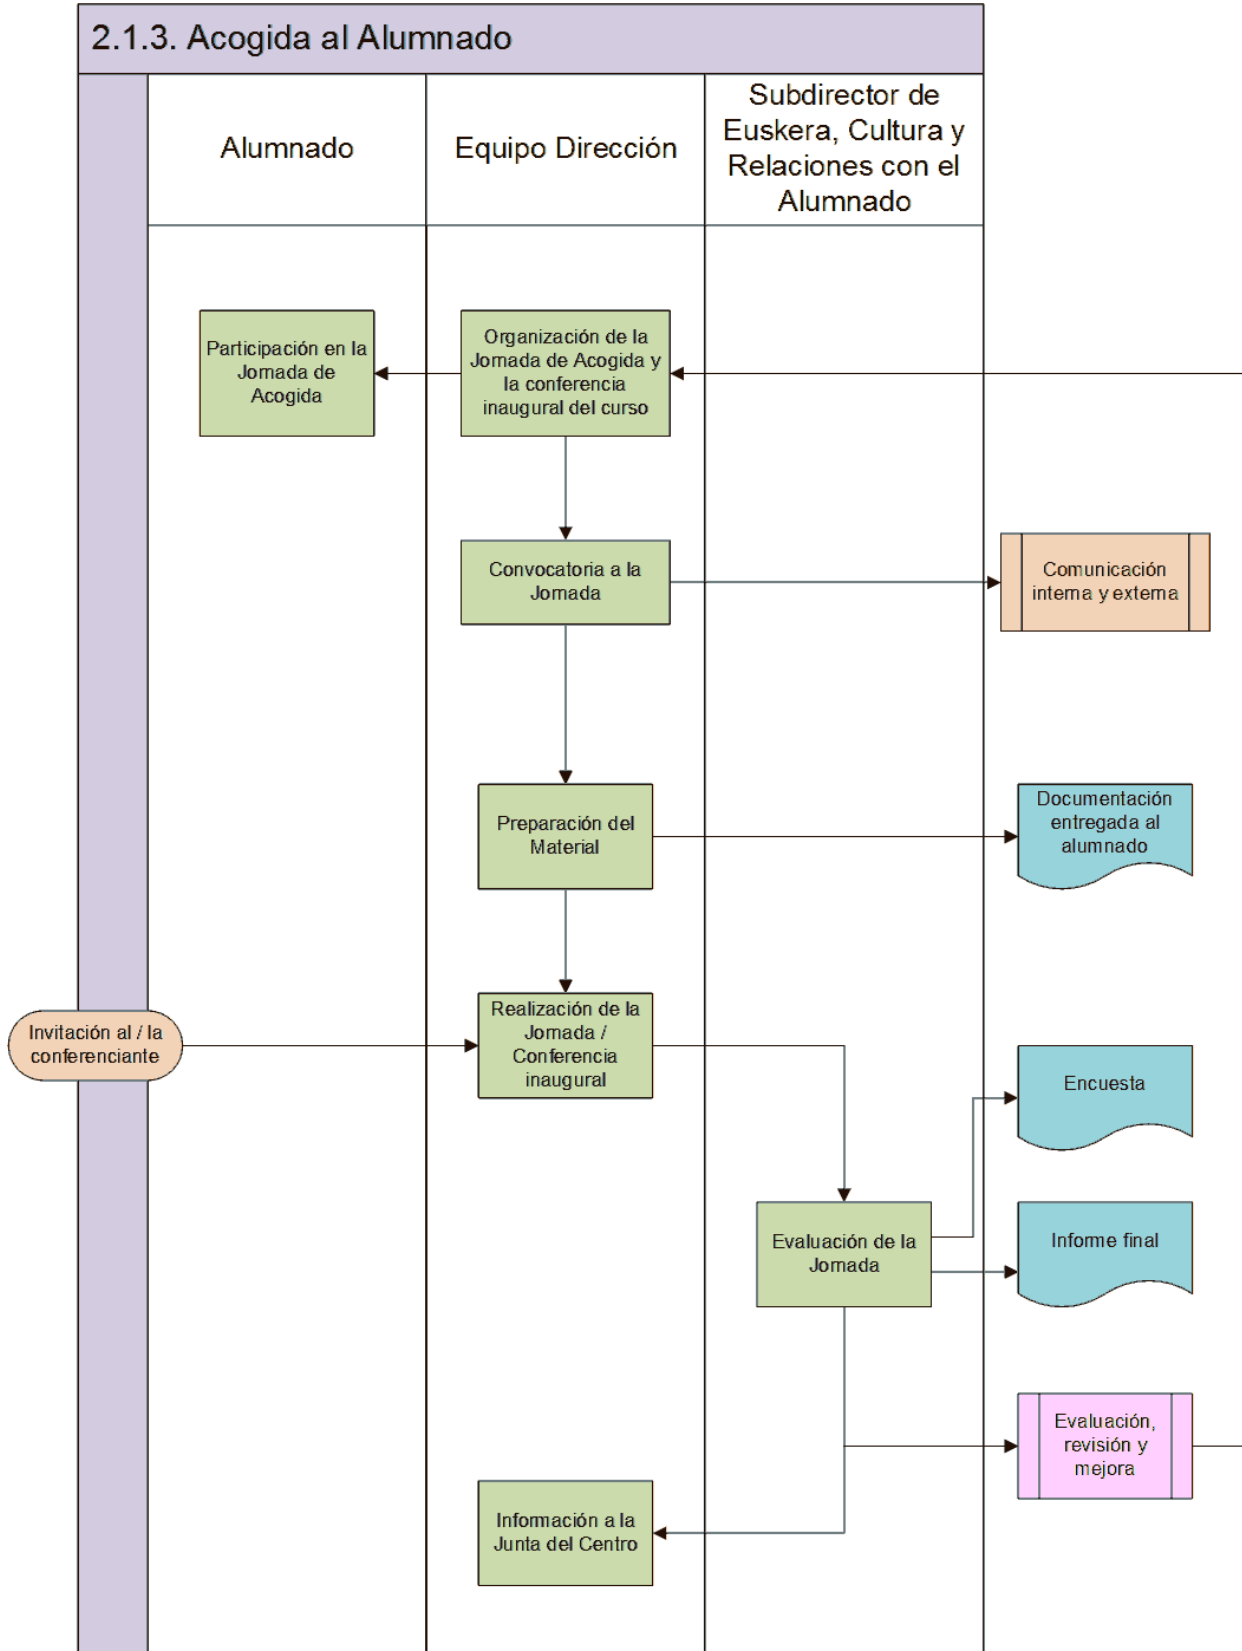 2.1.3. Acogida al Alumnado
Alumnado
Equipo Dirección
Subdirector de
Euskera, Cultura y
Relaciones con el
Alumnado
Participación en la
Jornada de
Acogida
Organización de la
Jornada de Acogida y
la conferencia
inaugural del curso
Convocatoria a la
Jornada
Comunicación
interna y externa
Preparación del
Material
Documentación
entregada al
alumnado
Invitación al / la
conferenciante
Realización de la
Jornada /
Conferencia
inaugural
Encuesta
Evaluación de la
Jornada
Informe final
Evaluación,
revisión y
mejora
Información a la
Junta del Centro